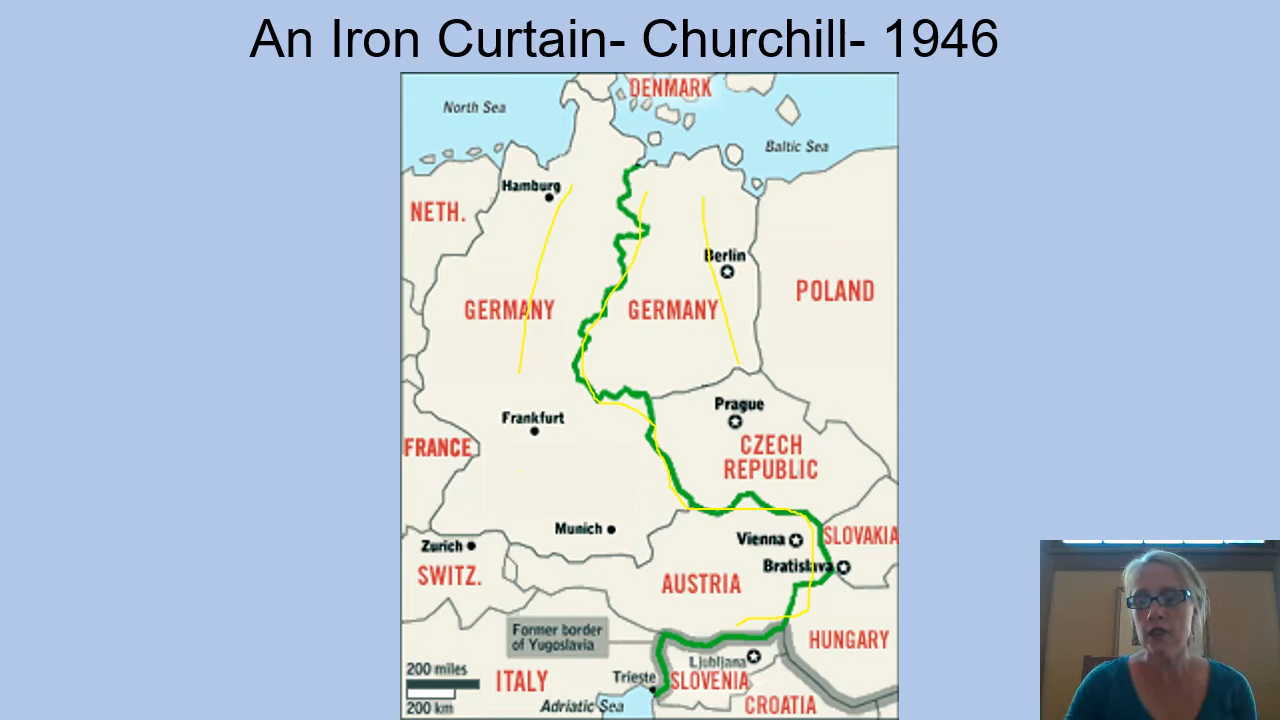 An Iron Curtain- Churchill- 1946
DENMARK
North Sea
Baltic Sea
Hamburg
NETH.
Berlin
POLAND
GERMANY
GERMANY
Prague
Frankfurt
CZECH
REPUBLIC
FRANCE
Munich
Vienna
SLOVAKIA
Zurich
Bratislava
SWITZ.
AUSTRIA
Former border
of Yugoslavia
HUNGARY
Ljubljana
200 miles
ITALY
Trieste
SLOVENIA
200 km
Adriatic Sea
CROATIA